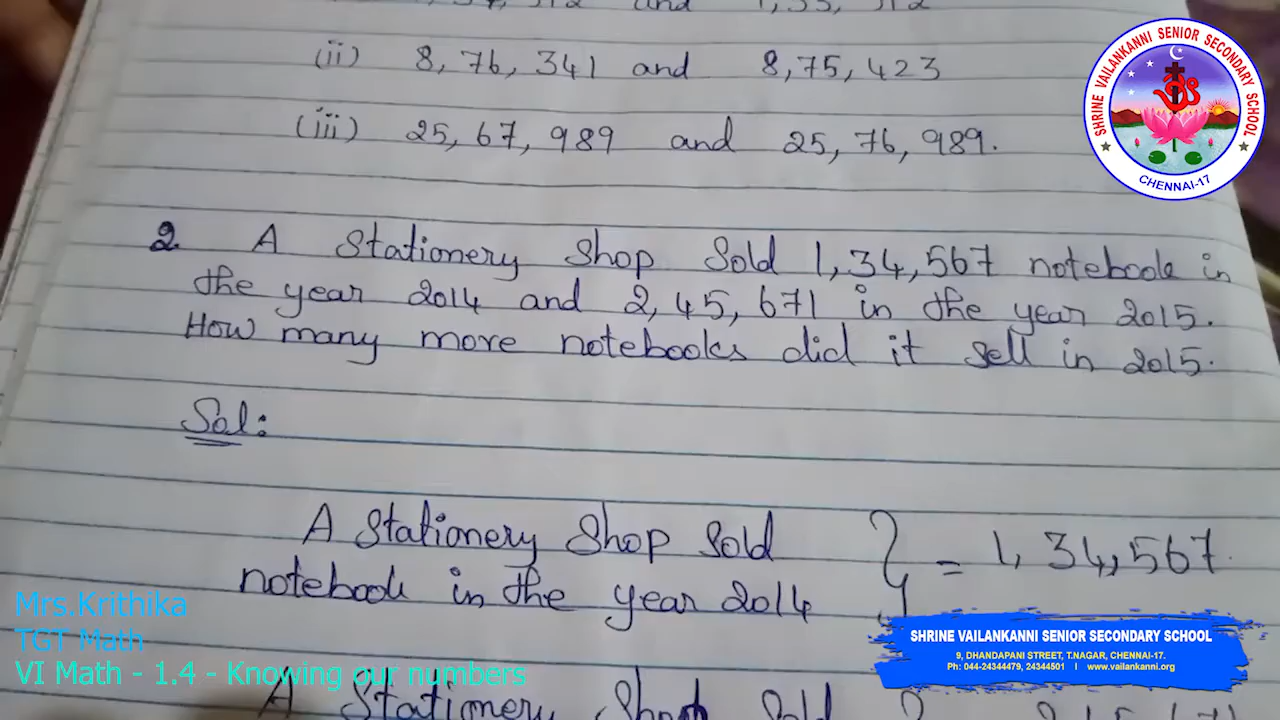 and
(ii) 8, 76, 341 and 8,75, 423
(iii) 25, 67, 989 and 25, 76, 989.
2. A Stationery Shop Sold 1,34,567 notebook in
the year 2014 and 2,45,671 in the year 2015.
How many more notebooks did it sell in 2015.
Sol:
A Stationery Shop Sold
notebook in the year 2014 } = 1,34,567.
A Stationery Shop Sold
SHRINE VAILANKANNI SENIOR SECONDARY SCHOOL
CHENNAI-17
Mrs.Krithika
TGT Math
VI Math - 1.4 - Knowing our numbers
SHRINE VAILANKANNI SENIOR SECONDARY SCHOOL
9, DHANDAPANI STREET, T.NAGAR, CHENNAI-17.
Ph: 044-24344479, 24344501 I www.vailankanni.org